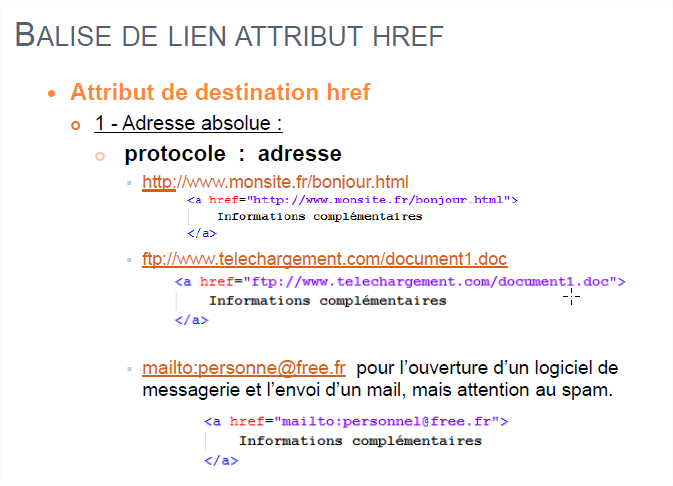 BALISE DE LIEN ATTRIBUT HREF
Attribut de destination href
1 - Adresse absolue :
protocole : adresse
http://www.monsite.fr/bonjour.html
<a href="http://www.monsite.fr/bonjour.html">
Informations complémentaires
</a>
ftp://www.telechargement.com/document1.doc
<a href="ftp://www.telechargement.com/document1.doc">
Informations complémentaires
</a>
mailto:personne@free.fr pour l’ouverture d’un logiciel de
messagerie et l’envoi d’un mail, mais attention au spam.
<a href="mailto:personnel@free.fr">
Informations complémentaires
</a>